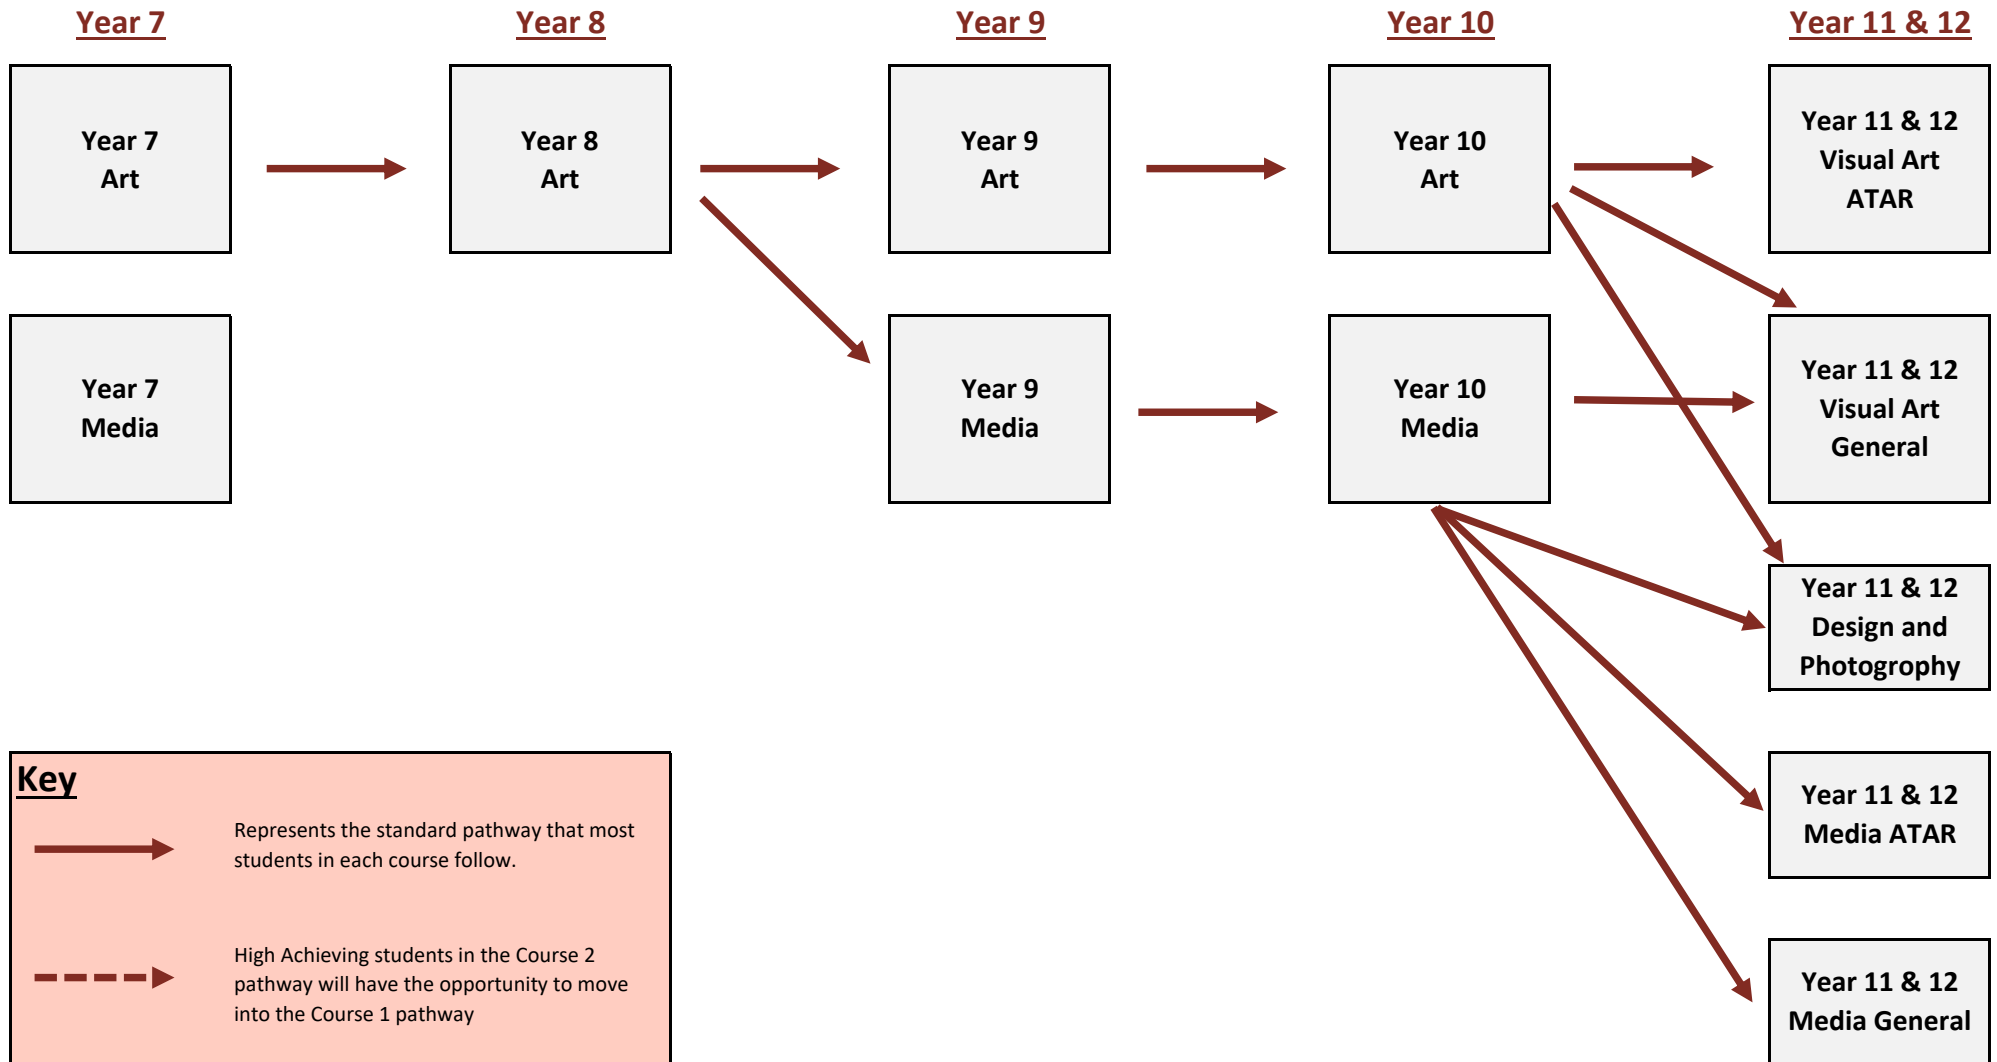 Year 7
Year 8
Year 9
Year 10
Year 11 & 12
Year 7
Art
Year 8
Art
Year 9
Art
Year 10
Art
Year 11 & 12
Visual Art
ATAR
Year 7
Media
Year 9
Media
Year 10
Media
Year 11 & 12
Visual Art
General
Year 11 & 12
Design and
Photogrophy
Year 11 & 12
Media ATAR
Year 11 & 12
Media General
Key
Represents the standard pathway that most
students in each course follow.
High Achieving students in the Course 2
pathway will have the opportunity to move
into the Course 1 pathway